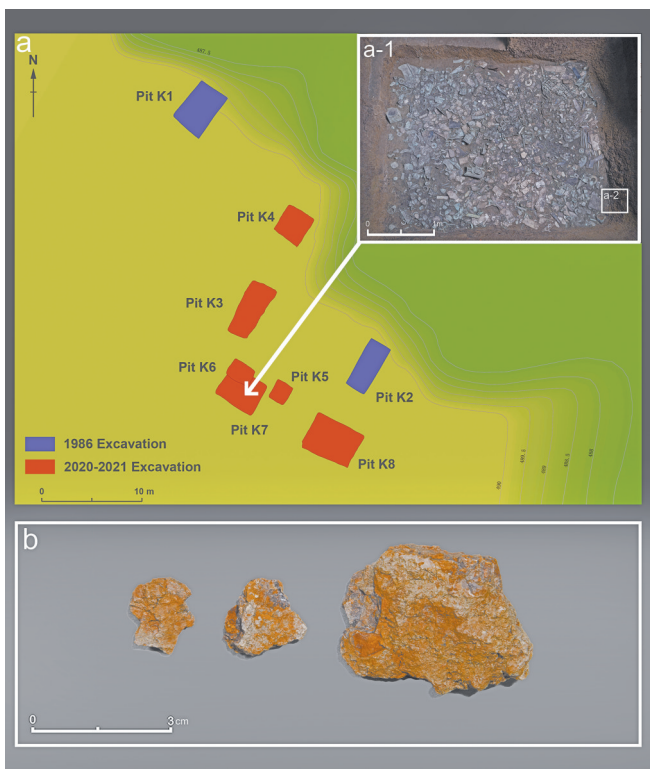 a
N
Pit K1
Pit K4
Pit K3
Pit K6
Pit K5
Pit K7
Pit K2
Pit K8
1986 Excavation
2020-2021 Excavation
0 10 m
a-1
a-2
0 1m
b
0 3 cm